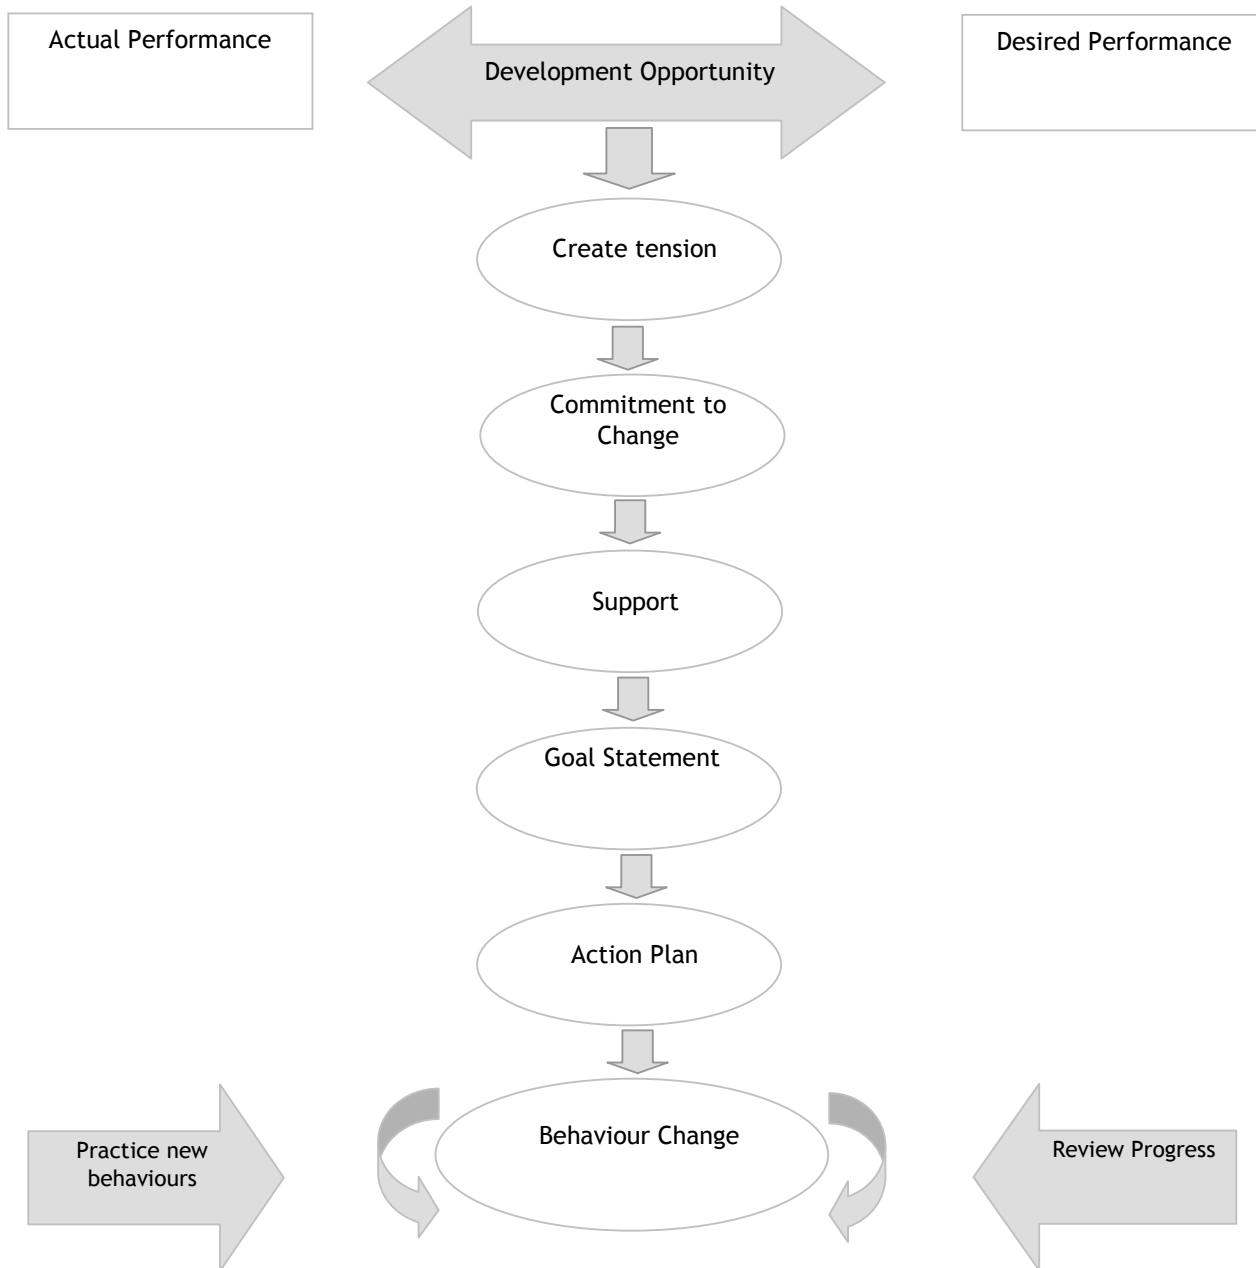 Actual Performance
Development Opportunity
Desired Performance
Create tension
Commitment to
Change
Support
Goal Statement
Action Plan
Behaviour Change
Practice new
behaviours
Review Progress